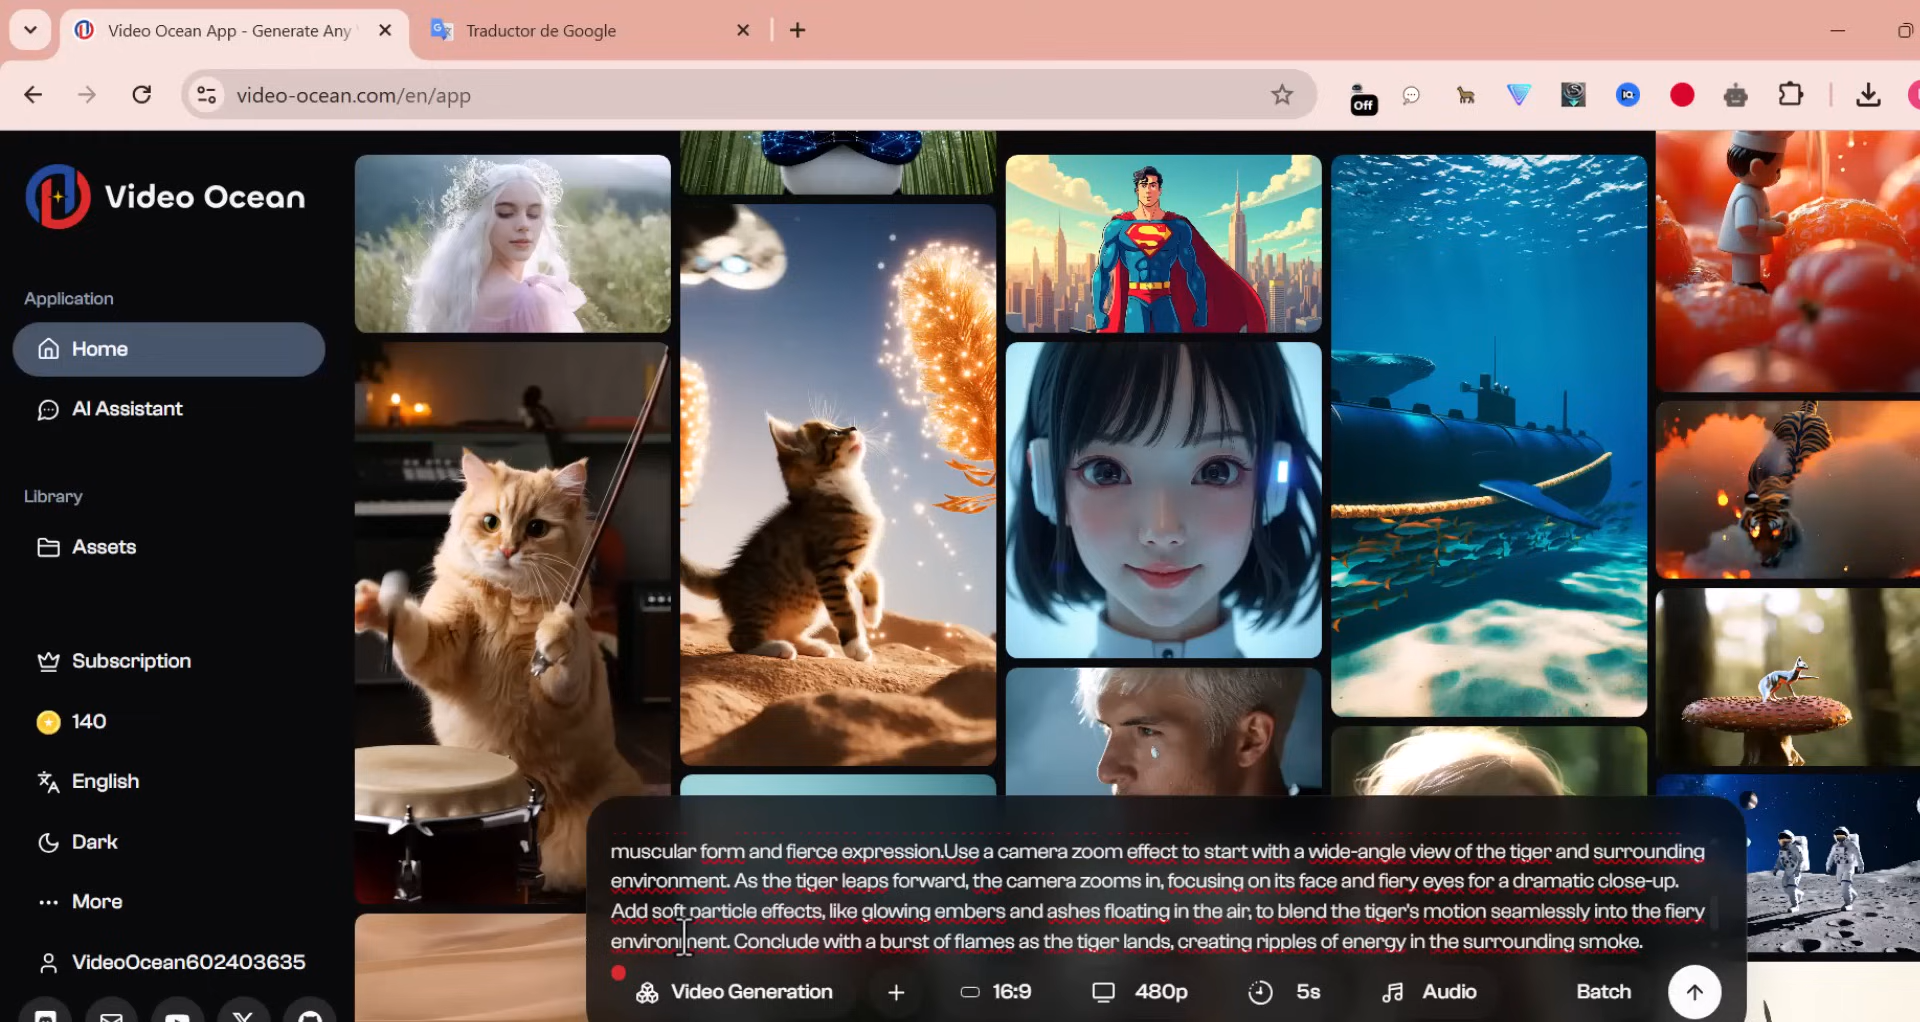 Video Ocean App - Generate Any
Traductor de Google
video-ocean.com/en/app
Off
Video Ocean
Application
Home
AI Assistant
Library
Assets
Subscription
140
English
Dark
More
VideoOcean602403635
muscular form and fierce expression.Use a camera zoom effect to start with a wide-angle view of the tiger and surrounding
environment. As the tiger leaps forward, the camera zooms in, focusing on its face and fiery eyes for a dramatic close-up.
Add soft particle effects, like glowing embers and ashes floating in the air, to blend the tiger's motion seamlessly into the fiery
environment. Conclude with a burst of flames as the tiger lands, creating ripples of energy in the surrounding smoke.
Video Generation
16:9
480p
5s
Audio
Batch